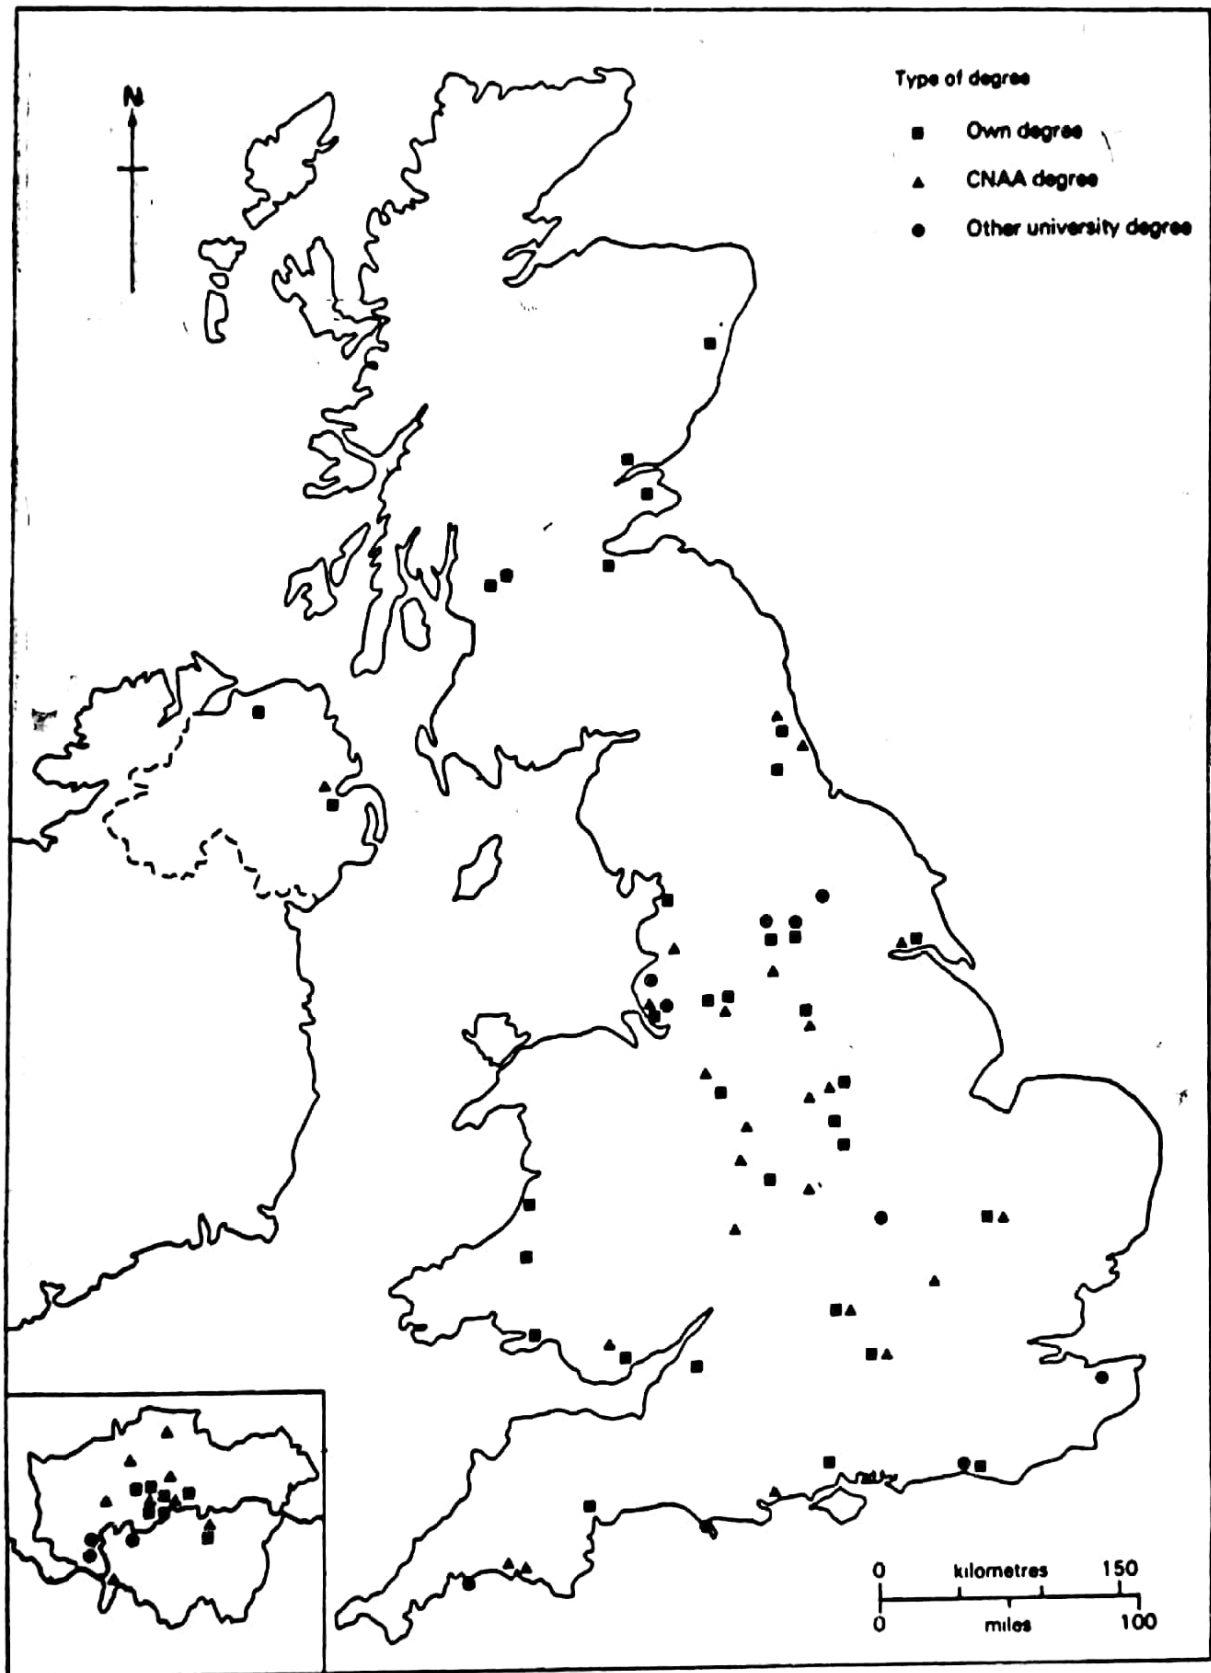 N
Type of degree
Own degree
CNAA degree
Other university degree
0 kilometres 150
0 miles 100